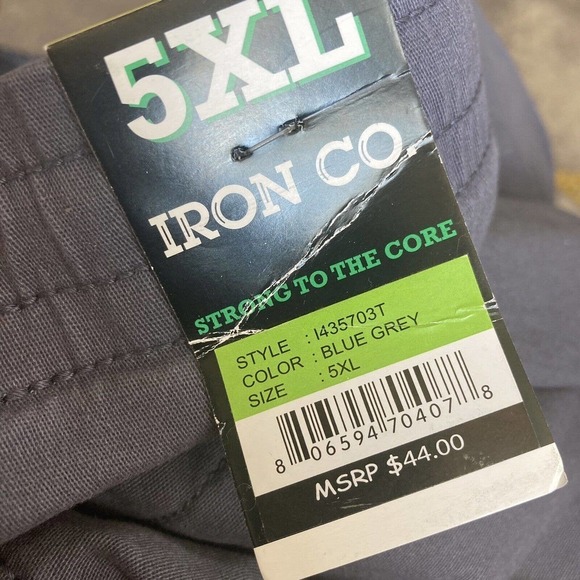 5XL
IRON CO.
STRONG TO THE CORE
STYLE : I435703T
COLOR : BLUE GREY
SIZE : 5XL
8 06594 70407 8
MSRP $44.00